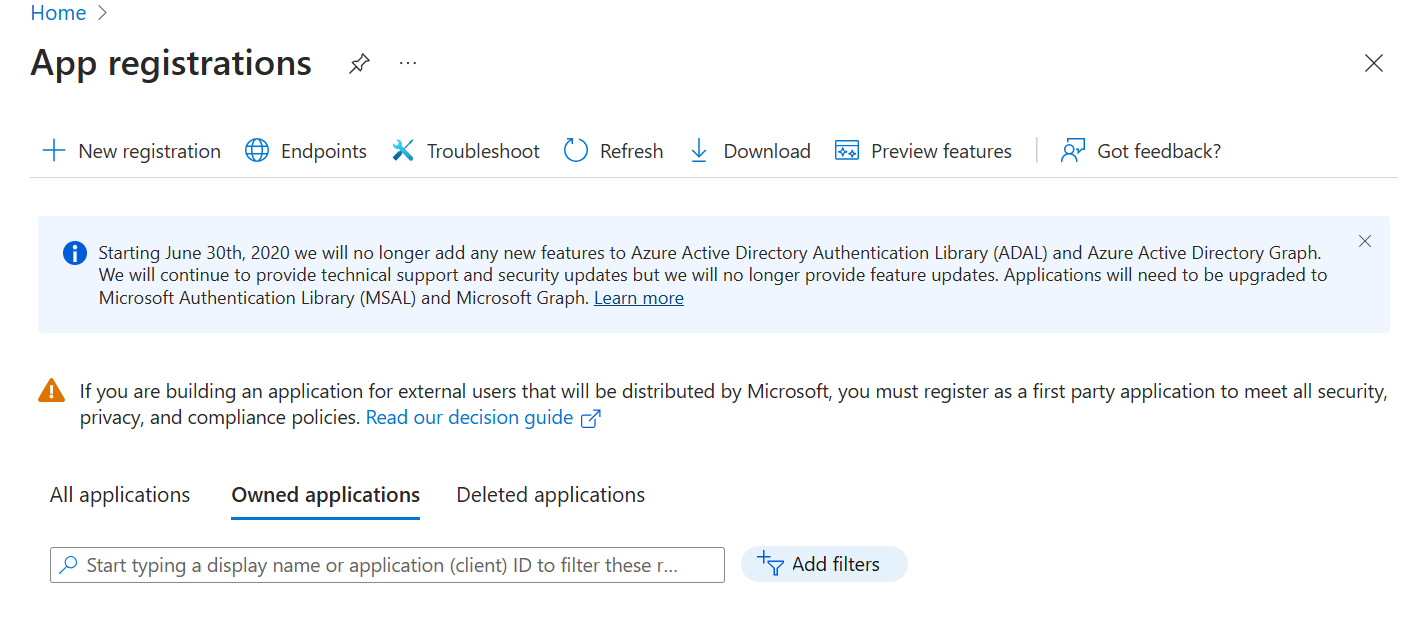 Home
App registrations
New registration Endpoints Troubleshoot Refresh Download Preview features Got feedback?
Starting June 30th, 2020 we will no longer add any new features to Azure Active Directory Authentication Library (ADAL) and Azure Active Directory Graph.
We will continue to provide technical support and security updates but we will no longer provide feature updates. Applications will need to be upgraded to
Microsoft Authentication Library (MSAL) and Microsoft Graph. Learn more
If you are building an application for external users that will be distributed by Microsoft, you must register as a first party application to meet all security,
privacy, and compliance policies. Read our decision guide
All applications Owned applications Deleted applications
Start typing a display name or application (client) ID to filter these r... Add filters